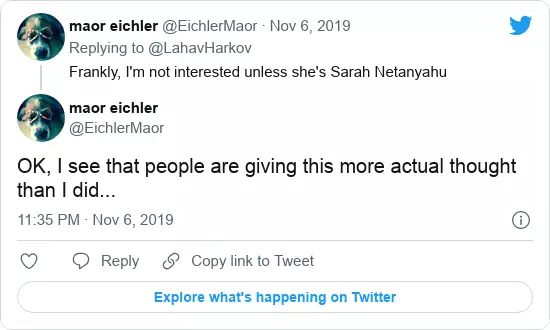 maor eichler @EichlerMaor · Nov 6, 2019
Replying to @LahavHarkov
Frankly, I'm not interested unless she's Sarah Netanyahu
maor eichler
@EichlerMaor
OK, I see that people are giving this more actual thought
than I did...
11:35 PM · Nov 6, 2019
Reply
Copy link to Tweet
Explore what's happening on Twitter